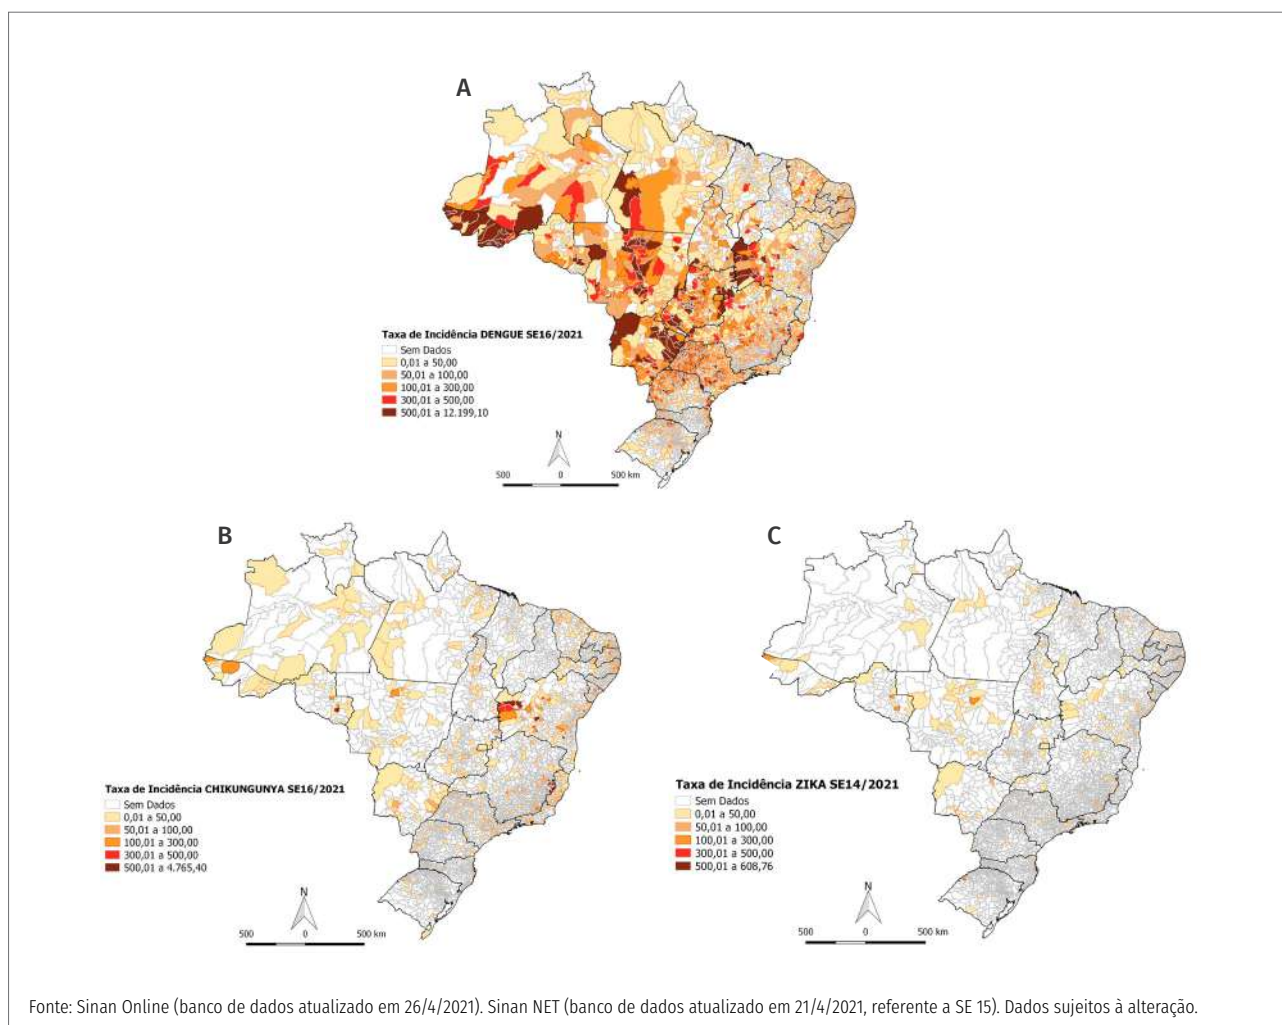 A
Taxa de Incidência DENGUE SE16/2021
Sem Dados
0,01 a 50,00
50,01 a 100,00
100,01 a 300,00
300,01 a 500,00
500,01 a 12.199,10
N
500 0 500 km
B
Taxa de Incidência CHIKUNGUNYA SE16/2021
Sem Dados
0,01 a 50,00
50,01 a 100,00
100,01 a 300,00
300,01 a 500,00
500,01 a 4.765,40
N
500 0 500 km
C
Taxa de Incidência ZIKA SE14/2021
Sem Dados
0,01 a 50,00
50,01 a 100,00
100,01 a 300,00
300,01 a 500,00
500,01 a 608,76
N
500 0 500 km
Fonte: Sinan Online (banco de dados atualizado em 26/4/2021). Sinan NET (banco de dados atualizado em 21/4/2021, referente a SE 15). Dados sujeitos à alteração.